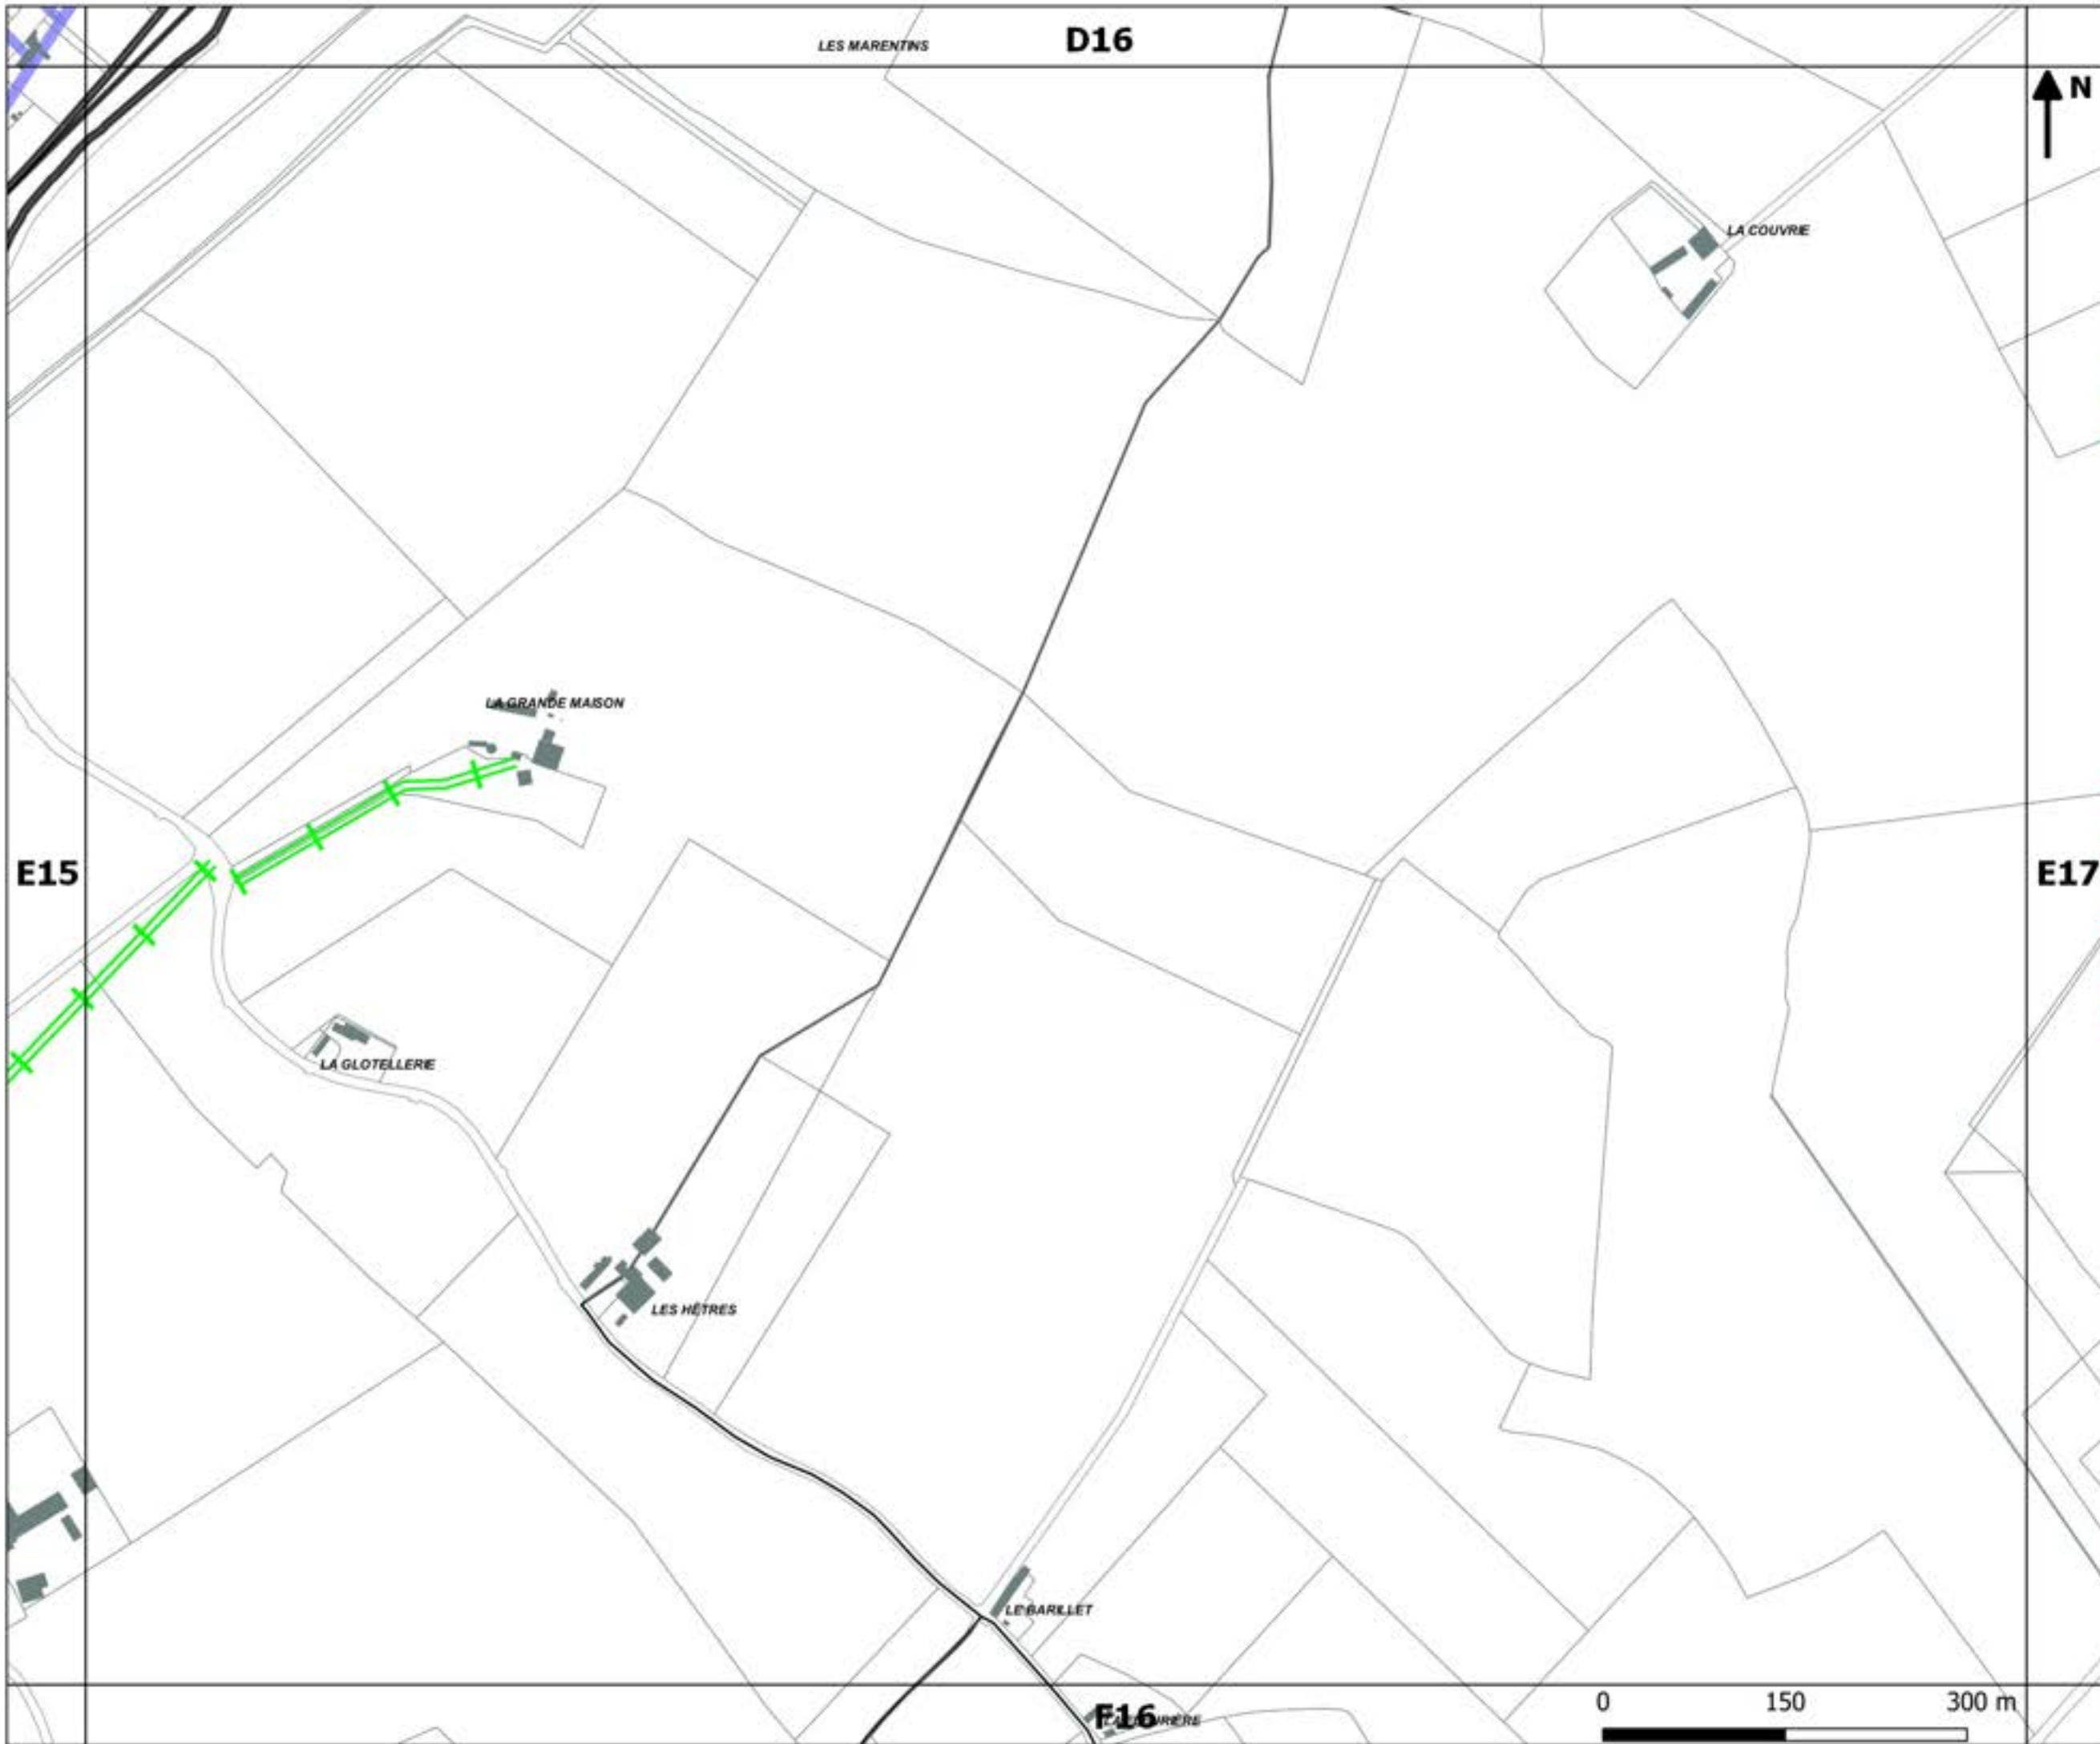 LES MARENTINS
D16
N
LA COUVRIE
LA GRANDE MAISON
E15
E17
LA GLOTELLERIE
LES HÊTRES
LE BARILLET
0 150 300 m
F16